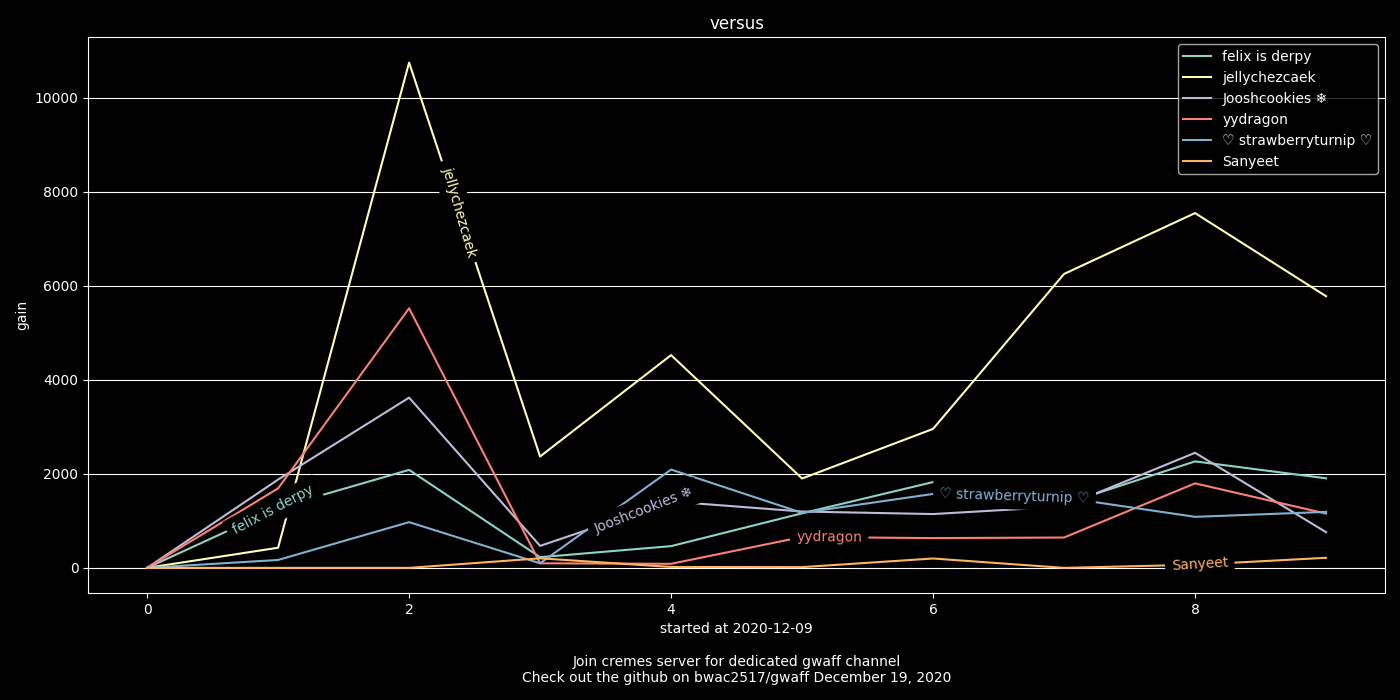 versus
felix is derpy
jellychezcaek
Jooshcookies ❄
yydragon
♡ strawberryturnip ♡
Sanyeet
10000
8000
6000
4000
2000
0
gain
jellychezcaek
felix is derpy
Jooshcookies ❄
♡ strawberryturnip ♡
yydragon
Sanyeet
0 2 4 6 8
started at 2020-12-09
Join cremes server for dedicated gwaff channel
Check out the github on bwac2517/gwaff December 19, 2020